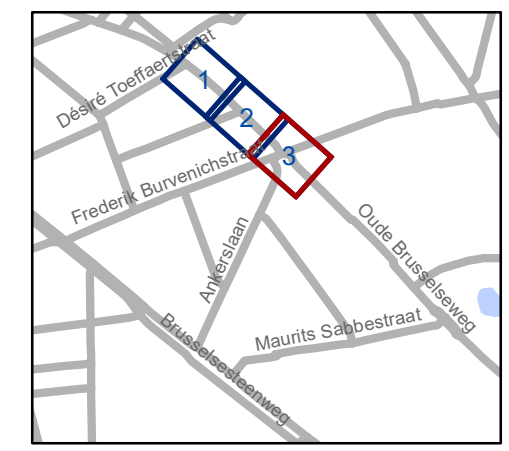 Désiré Toeffaertstraat
1
2
3
Frederik Burvenichstraat
Ankerslaan
Oude Brusselseweg
Maurits Sabbestraat
Brusselsesteenweg